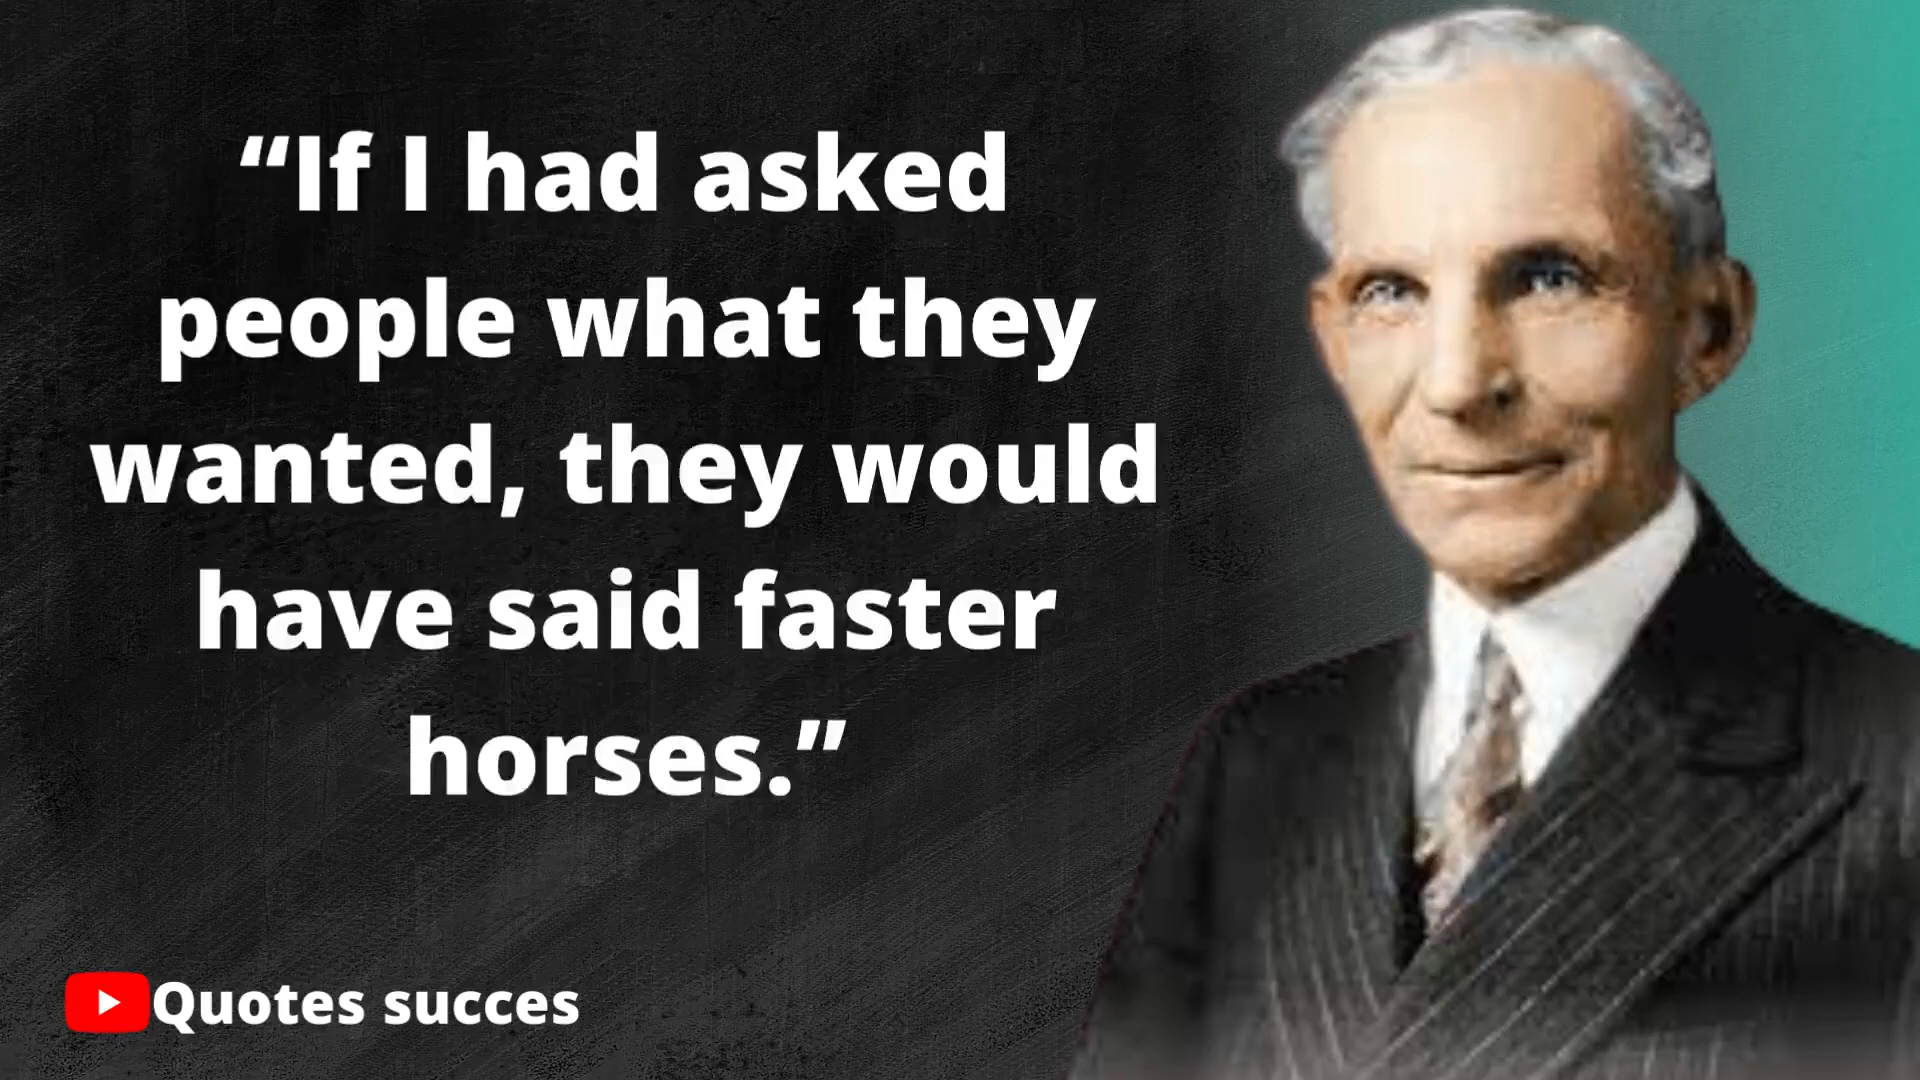 “If I had asked
people what they
wanted, they would
have said faster
horses.”
Quotes succes